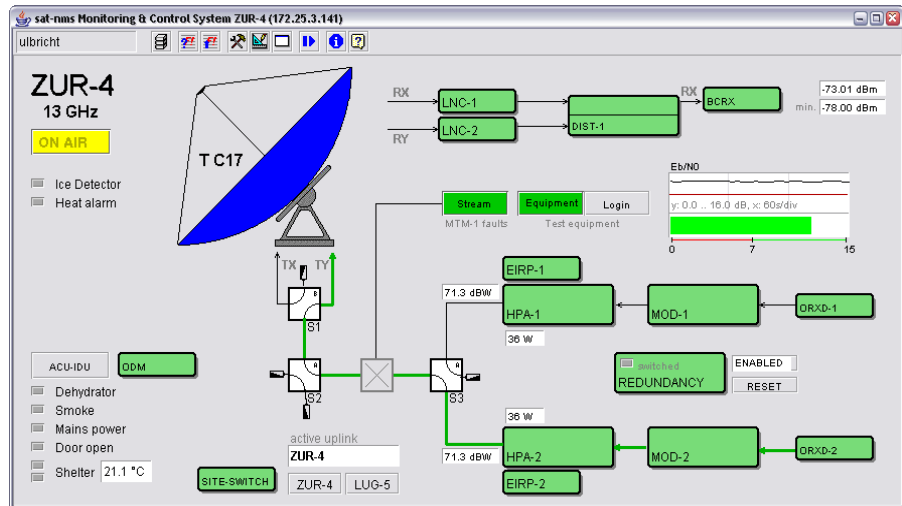 sat-nms Monitoring & Control System ZUR-4 (172.25.3.141)
ulbricht
ZUR-4
13 GHz
ON AIR
Ice Detector
Heat alarm
T C17
RX
LNC-1
RY
LNC-2
DIST-1
RX
BCRX
-73.01 dBm
min. -78.00 dBm
Eb/N0
y: 0.0 .. 16.0 dB, x: 60s/div
0 7 15
Stream
MTM-1 faults
Equipment
Login
Test equipment
TX
TY
B
S1
A
S2
A
S3
EIRP-1
71.3 dBW
HPA-1
36 W
MOD-1
ORXD-1
switched
REDUNDANCY
ENABLED
RESET
36 W
71.3 dBW
HPA-2
EIRP-2
MOD-2
ORXD-2
ACU-IDU
ODM
Dehydrator
Smoke
Mains power
Door open
Shelter 21.1 °C
SITE-SWITCH
active uplink
ZUR-4
ZUR-4
LUG-5